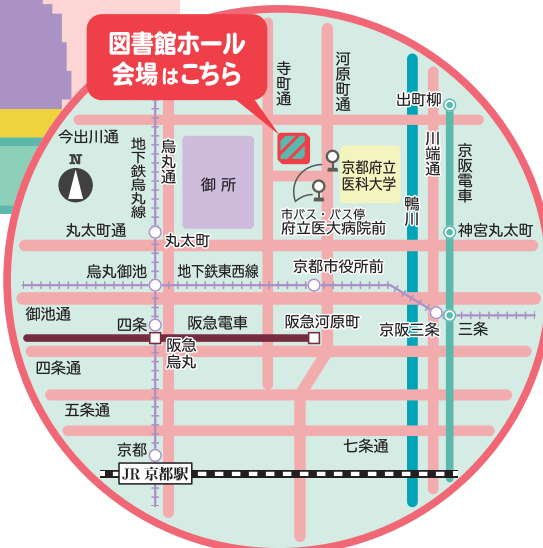 図書館ホール
会場はこちら
寺町通
河原町通
出町柳
今出川通
地下鉄烏丸線
烏丸通
川端通
京阪電車
N
御所
京都府立
医科大学
鴨川
市バス・バス停
府立医大病院前
丸太町通
丸太町
神宮丸太町
烏丸御池
地下鉄東西線
京都市役所前
御池通
四条
阪急電車
阪急河原町
京阪三条
三条
阪急
烏丸
四条通
五条通
京都
七条通
JR 京都駅